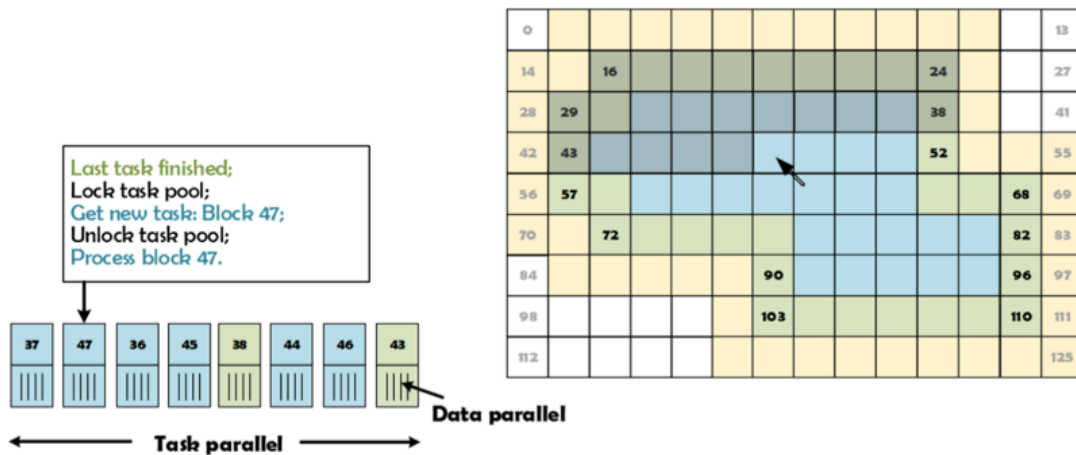 0 13
14 16 24 27
28 29 38 41
42 43 52 55
56 57 68 69
70 72 82 83
84 90 96 97
98 103 110 111
112 125
Last task finished;
Lock task pool;
Get new task: Block 47;
Unlock task pool;
Process block 47.
37 47 36 45 38 44 46 43
Data parallel
Task parallel